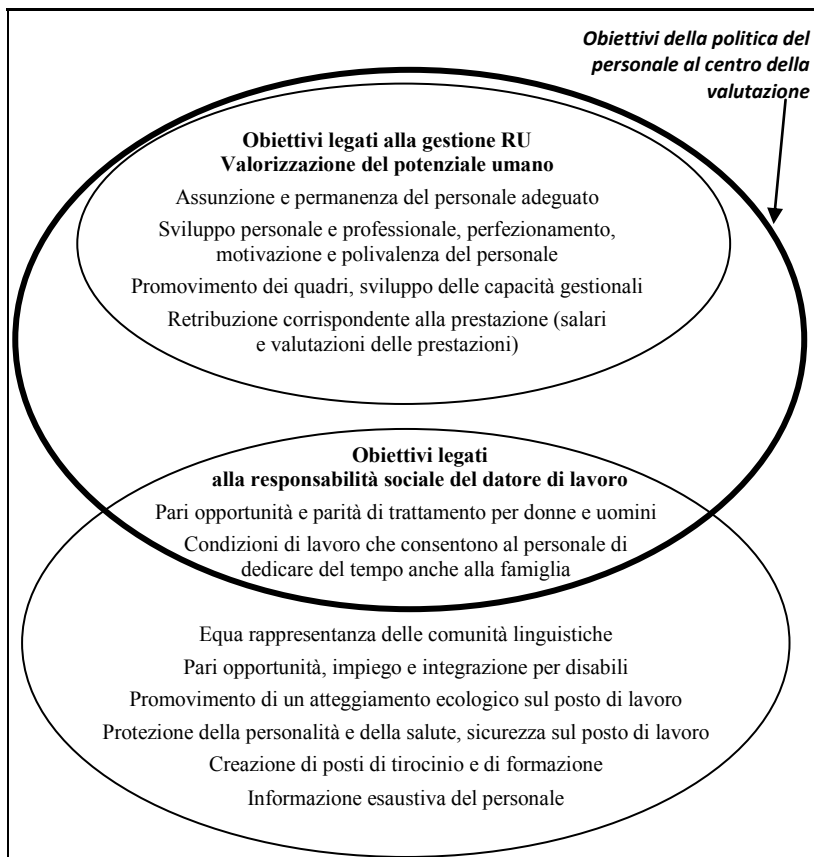 Obiettivi della politica del
personale al centro della
valutazione
Obiettivi legati alla gestione RU
Valorizzazione del potenziale umano
Assunzione e permanenza del personale adeguato
Sviluppo personale e professionale, perfezionamento,
motivazione e polivalenza del personale
Promovimento dei quadri, sviluppo delle capacità gestionali
Retribuzione corrispondente alla prestazione (salari
e valutazioni delle prestazioni)
Obiettivi legati
alla responsabilità sociale del datore di lavoro
Pari opportunità e parità di trattamento per donne e uomini
Condizioni di lavoro che consentono al personale di
dedicare del tempo anche alla famiglia
Equa rappresentanza delle comunità linguistiche
Pari opportunità, impiego e integrazione per disabili
Promovimento di un atteggiamento ecologico sul posto di lavoro
Protezione della personalità e della salute, sicurezza sul posto di lavoro
Creazione di posti di tirocinio e di formazione
Informazione esaustiva del personale